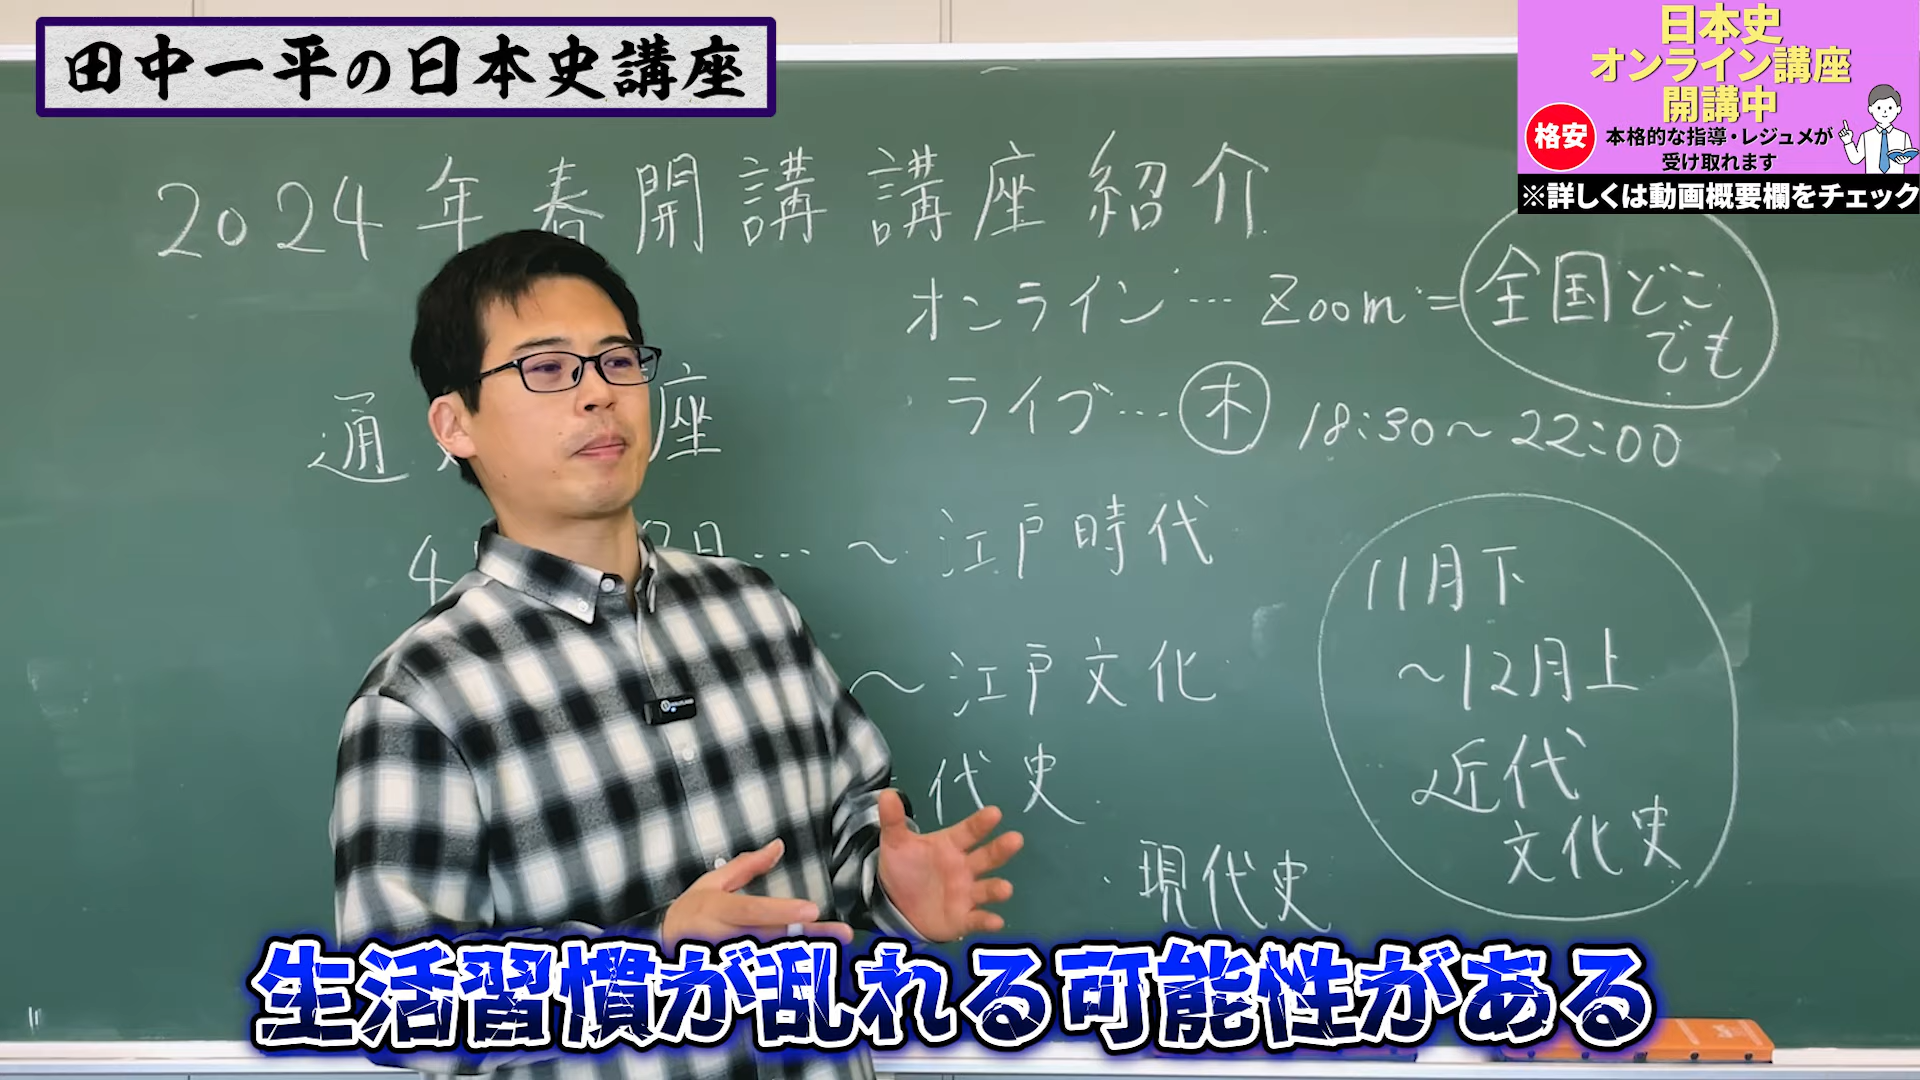 田中一平の日本史講座
日本史
オンライン講座
開講中
格安
本格的な指導・レジュメが
受け取れます
※詳しくは動画概要欄をチェック
2024年春開講講座紹介
オンライン… Zoom =
全国どこ
でも
ライブ… 木 18:30～22:00
通 座
4 月… ～江戸時代
～江戸文化
代史
現代史
11月下
～12月上
近代
文化史
生活習慣が乱れる可能性がある